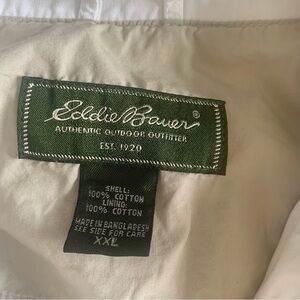 Eddie Bauer®
AUTHENTIC OUTDOOR OUTFITTER
EST. 1920
SHELL:
100% COTTON
LINING:
100% COTTON
MADE IN BANGLADESH
SEE SIDE FOR CARE
XXL